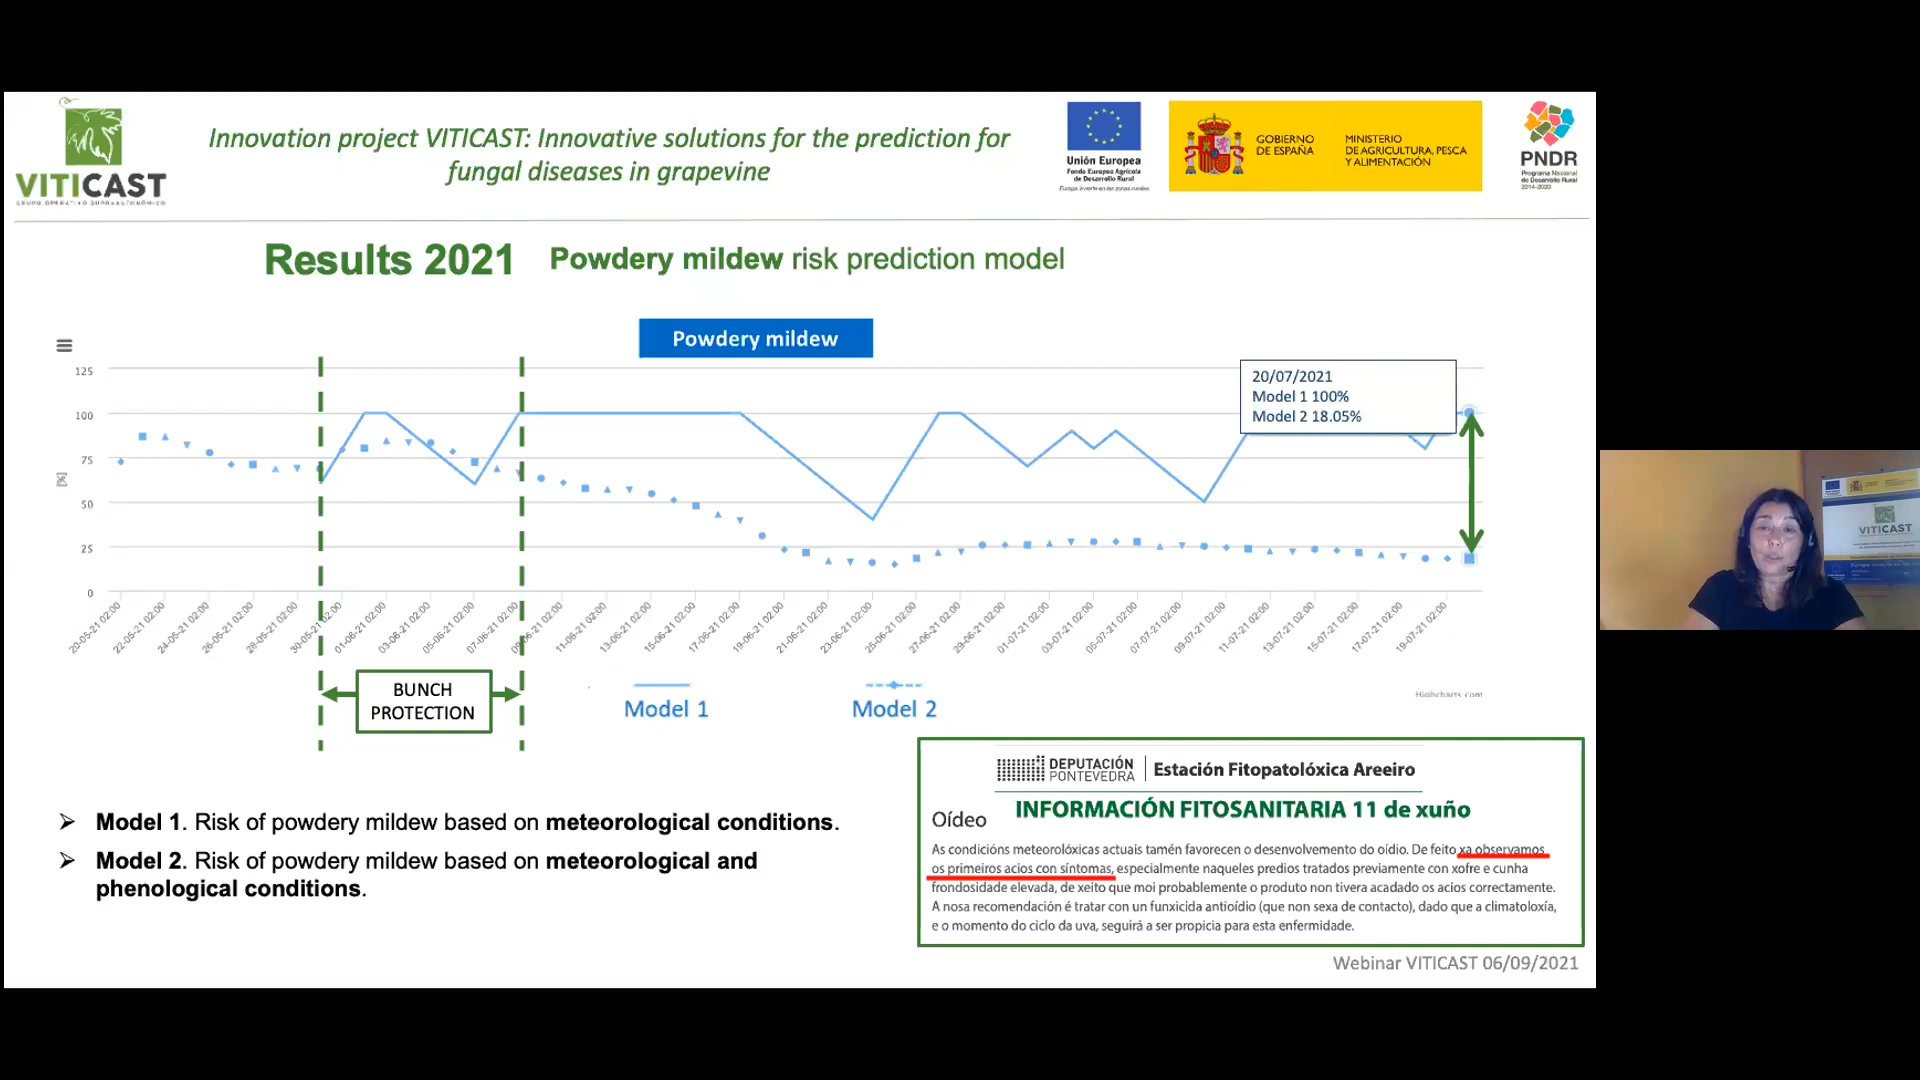 VITICAST
GRUPO OPERATIVO SUPRAAUTONÓMICO
Innovation project VITICAST: Innovative solutions for the prediction for
fungal diseases in grapevine
Unión Europea
Fondo Europeo Agrícola
de Desarrollo Rural
Europa invierte en las zonas rurales
GOBIERNO
DE ESPAÑA
MINISTERIO
DE AGRICULTURA, PESCA
Y ALIMENTACIÓN
PNDR
Programa Nacional
de Desarrollo Rural
2014-2020
Results 2021 Powdery mildew risk prediction model
Powdery mildew
20/07/2021
Model 1 100%
Model 2 18.05%
125
100
75
50
25
0
[%]
20-05-21 02:00
22-05-21 02:00
24-05-21 02:00
26-05-21 02:00
28-05-21 02:00
30-05-21 02:00
01-06-21 02:00
03-06-21 02:00
05-06-21 02:00
07-06-21 02:00
09-06-21 02:00
11-06-21 02:00
13-06-21 02:00
15-06-21 02:00
17-06-21 02:00
19-06-21 02:00
21-06-21 02:00
23-06-21 02:00
25-06-21 02:00
27-06-21 02:00
29-06-21 02:00
01-07-21 02:00
03-07-21 02:00
05-07-21 02:00
07-07-21 02:00
09-07-21 02:00
11-07-21 02:00
13-07-21 02:00
15-07-21 02:00
17-07-21 02:00
19-07-21 02:00
BUNCH
PROTECTION
Model 1
Model 2
Highcharts.com
Model 1. Risk of powdery mildew based on meteorological conditions.
Model 2. Risk of powdery mildew based on meteorological and
phenological conditions.
DEPUTACIÓN
PONTEVEDRA
Estación Fitopatolóxica Areeiro
INFORMACIÓN FITOSANITARIA 11 de xuño
Oídeo
As condicións meteorolóxicas actuais tamén favorecen o desenvolvemento do oídio. De feito xa observamos
os primeiros acios con síntomas, especialmente naqueles predios tratados previamente con xofre e cunha
frondosidade elevada, de xeito que moi probablemente o produto non tivera acadado os acios correctamente.
A nosa recomendación é tratar con un funxicida antioídio (que non sexa de contacto), dado que a climatoloxía,
e o momento do ciclo da uva, seguirá a ser propicia para esta enfermidade.
Webinar VITICAST 06/09/2021
VITICAST